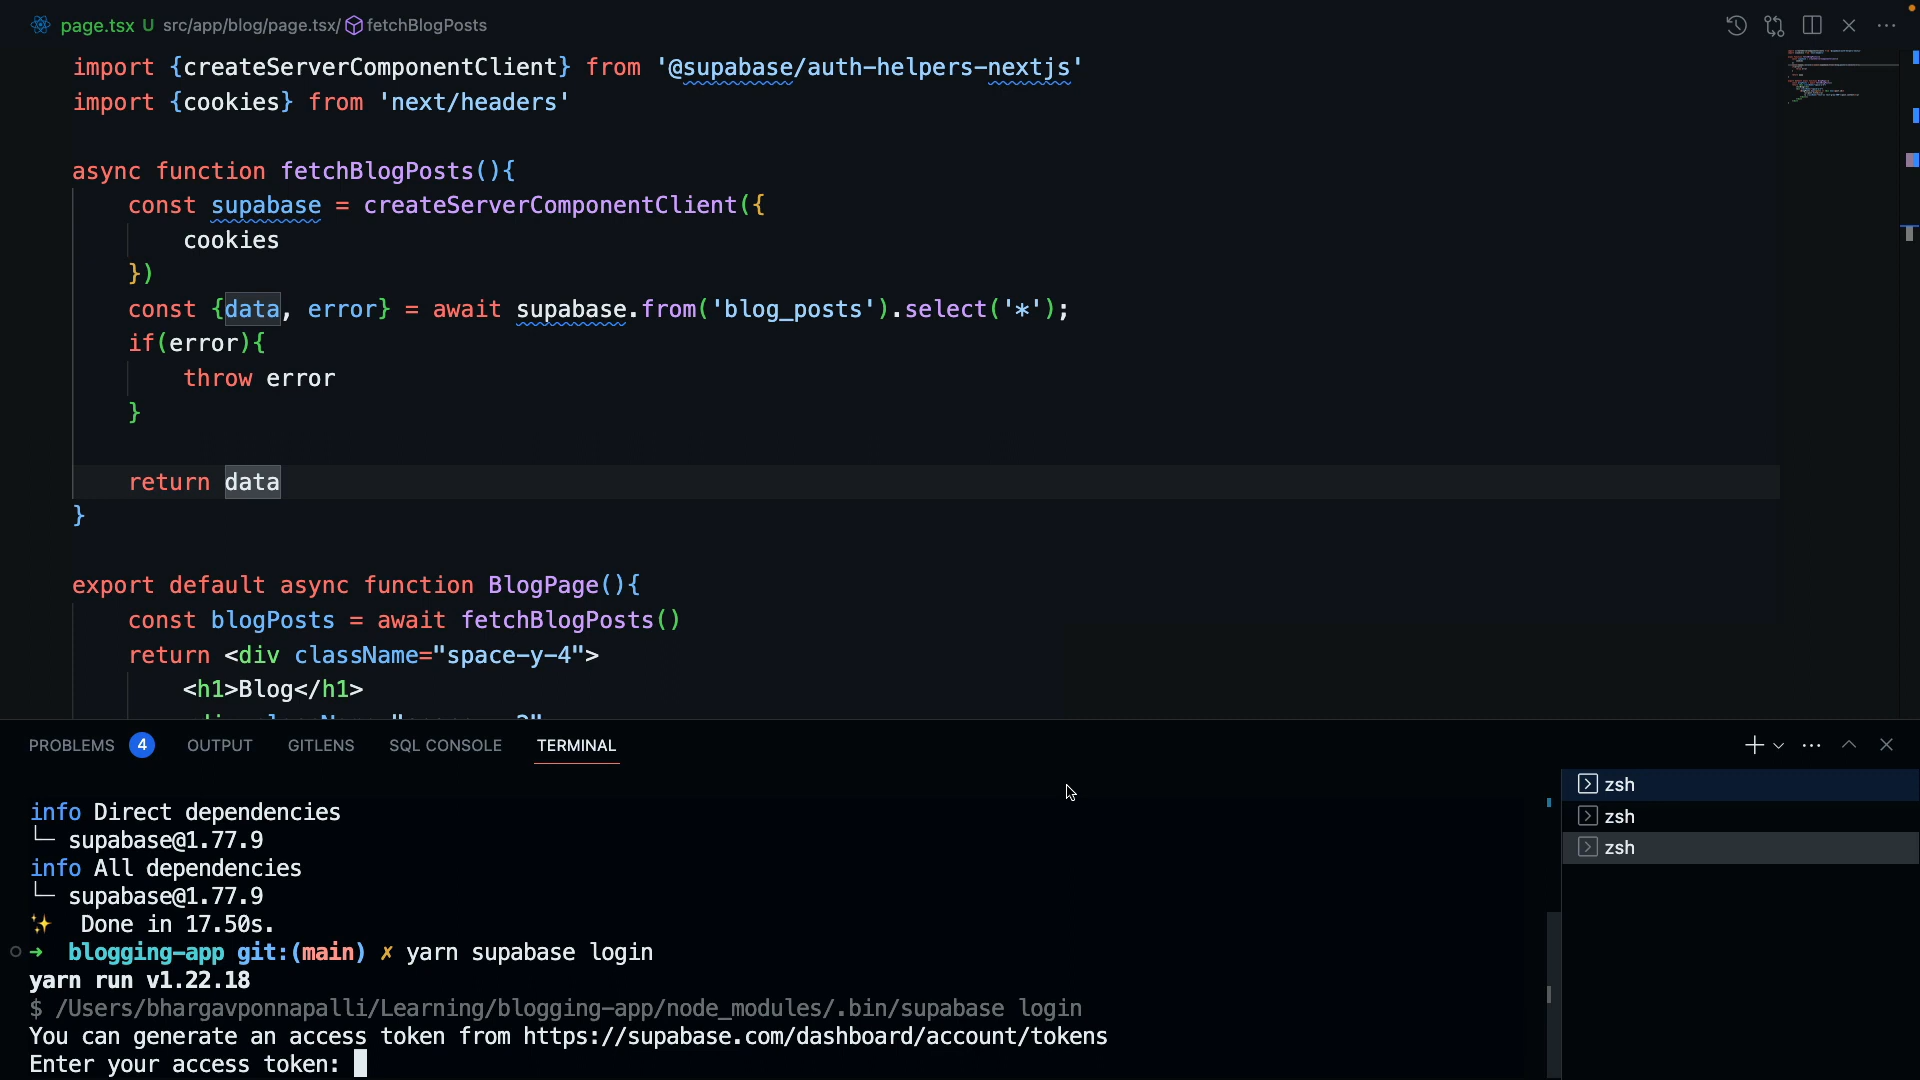 page.tsx U src/app/blog/page.tsx/ fetchBlogPosts
import {createServerComponentClient} from '@supabase/auth-helpers-nextjs'
import {cookies} from 'next/headers'
async function fetchBlogPosts(){
const supabase = createServerComponentClient({
cookies
})
const {data, error} = await supabase.from('blog_posts').select('*');
if(error){
throw error
}
return data
}
export default async function BlogPage(){
const blogPosts = await fetchBlogPosts()
return <div className="space-y-4">
<h1>Blog</h1>
PROBLEMS 4 OUTPUT GITLENS SQL CONSOLE TERMINAL
zsh
zsh
zsh
info Direct dependencies
└─ supabase@1.77.9
info All dependencies
└─ supabase@1.77.9
✨ Done in 17.50s.
➜ blogging-app git:(main) ✗ yarn supabase login
yarn run v1.22.18
$ /Users/bhargavponnapalli/Learning/blogging-app/node_modules/.bin/supabase login
You can generate an access token from https://supabase.com/dashboard/account/tokens
Enter your access token: